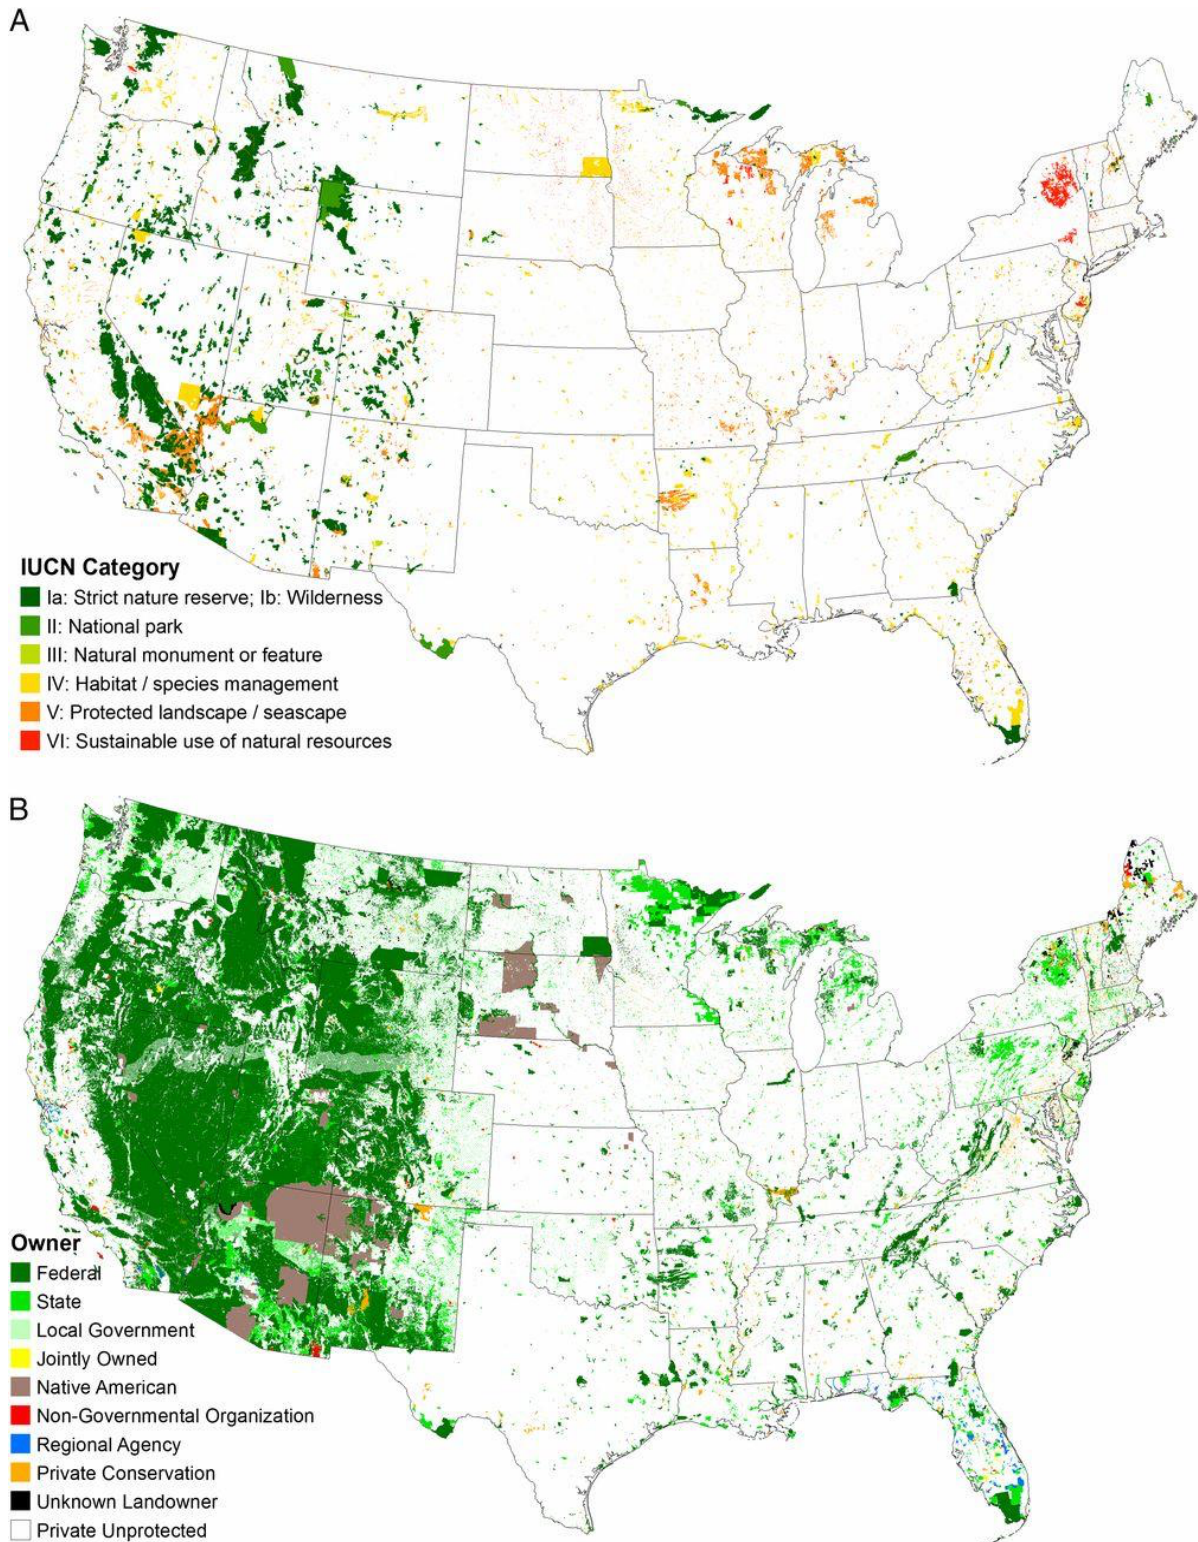 A
IUCN Category
Ia: Strict nature reserve; Ib: Wilderness
II: National park
III: Natural monument or feature
IV: Habitat / species management
V: Protected landscape / seascape
VI: Sustainable use of natural resources
B
Owner
Federal
State
Local Government
Jointly Owned
Native American
Non-Governmental Organization
Regional Agency
Private Conservation
Unknown Landowner
Private Unprotected